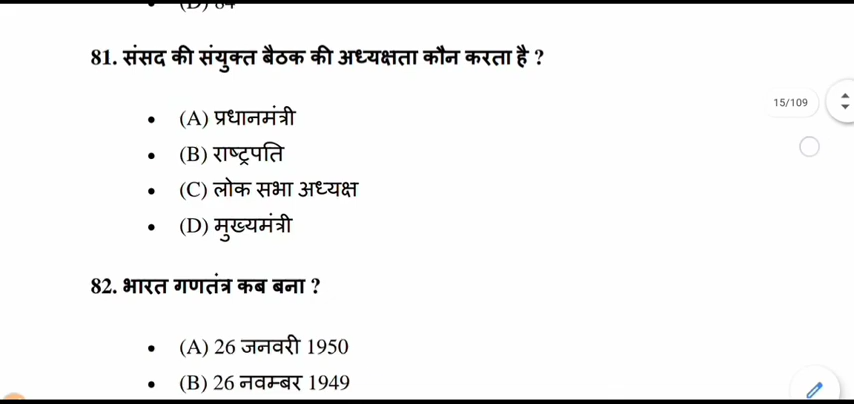 (D) 84
81. संसद की संयुक्त बैठक की अध्यक्षता कौन करता है ?
15/109
• (A) प्रधानमंत्री
• (B) राष्ट्रपति
• (C) लोक सभा अध्यक्ष
• (D) मुख्यमंत्री
82. भारत गणतंत्र कब बना ?
• (A) 26 जनवरी 1950
• (B) 26 नवम्बर 1949